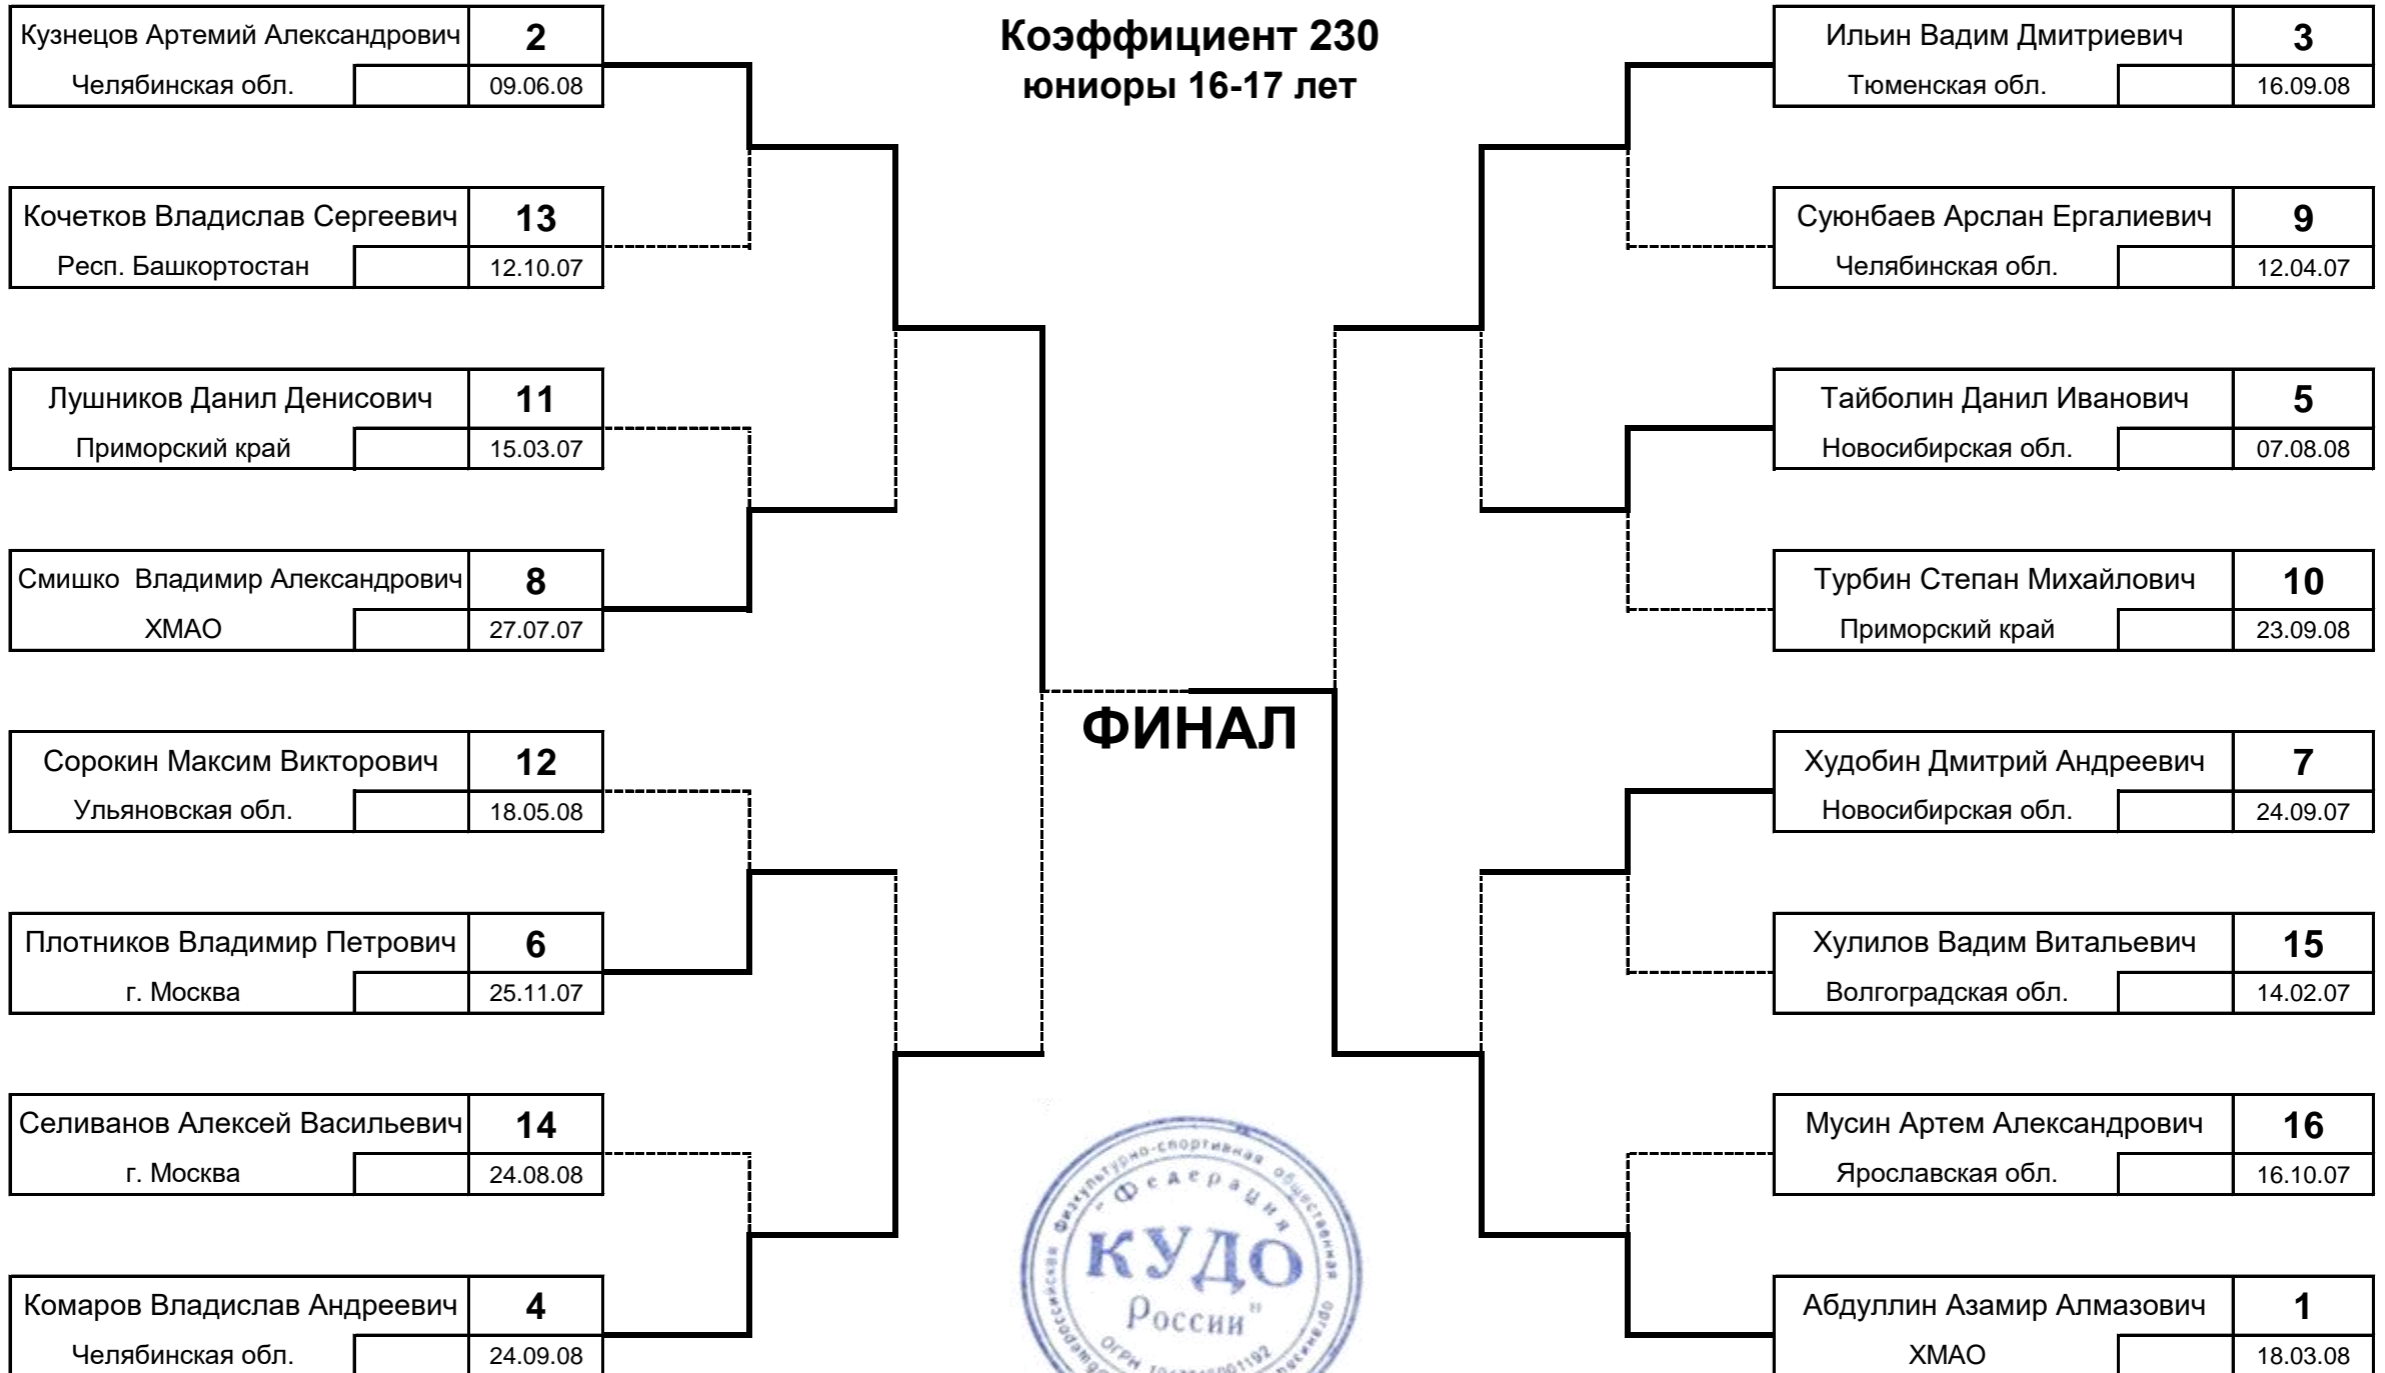 Коэффициент 230
юниоры 16-17 лет
Кузнецов Артемий Александрович 2
Челябинская обл. 09.06.08
Кочетков Владислав Сергеевич 13
Респ. Башкортостан 12.10.07
Лушников Данил Денисович 11
Приморский край 15.03.07
Смишко Владимир Александрович 8
ХМАО 27.07.07
Сорокин Максим Викторович 12
Ульяновская обл. 18.05.08
Плотников Владимир Петрович 6
г. Москва 25.11.07
Селиванов Алексей Васильевич 14
г. Москва 24.08.08
Комаров Владислав Андреевич 4
Челябинская обл. 24.09.08
ФИНАЛ
Ильин Вадим Дмитриевич 3
Тюменская обл. 16.09.08
Суюнбаев Арслан Ергалиевич 9
Челябинская обл. 12.04.07
Тайболин Данил Иванович 5
Новосибирская обл. 07.08.08
Турбин Степан Михайлович 10
Приморский край 23.09.08
Худобин Дмитрий Андреевич 7
Новосибирская обл. 24.09.07
Хулилов Вадим Витальевич 15
Волгоградская обл. 14.02.07
Мусин Артем Александрович 16
Ярославская обл. 16.10.07
Абдуллин Азамир Алмазович 1
ХМАО 18.03.08
физкультурно-спортивная общественная
"Федерация
КУДО
России"
ОГРН